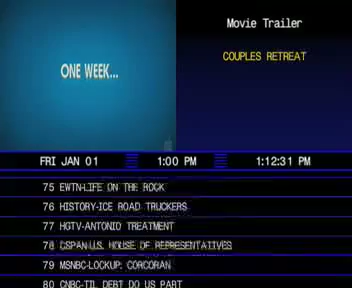 Movie Trailer
ONE WEEK...
COUPLES RETREAT
FRI JAN 01 1:00 PM 1:12:31 PM
75 EWTN-LIFE ON THE ROCK
76 HISTORY-ICE ROAD TRUCKERS
77 HGTV-ANTONIO TREATMENT
78 CSPAN-U.S. HOUSE OF REPRESENTATIVES
79 MSNBC-LOCKUP: CORCORAN
80 CNBC-TIL DEBT DO US PART